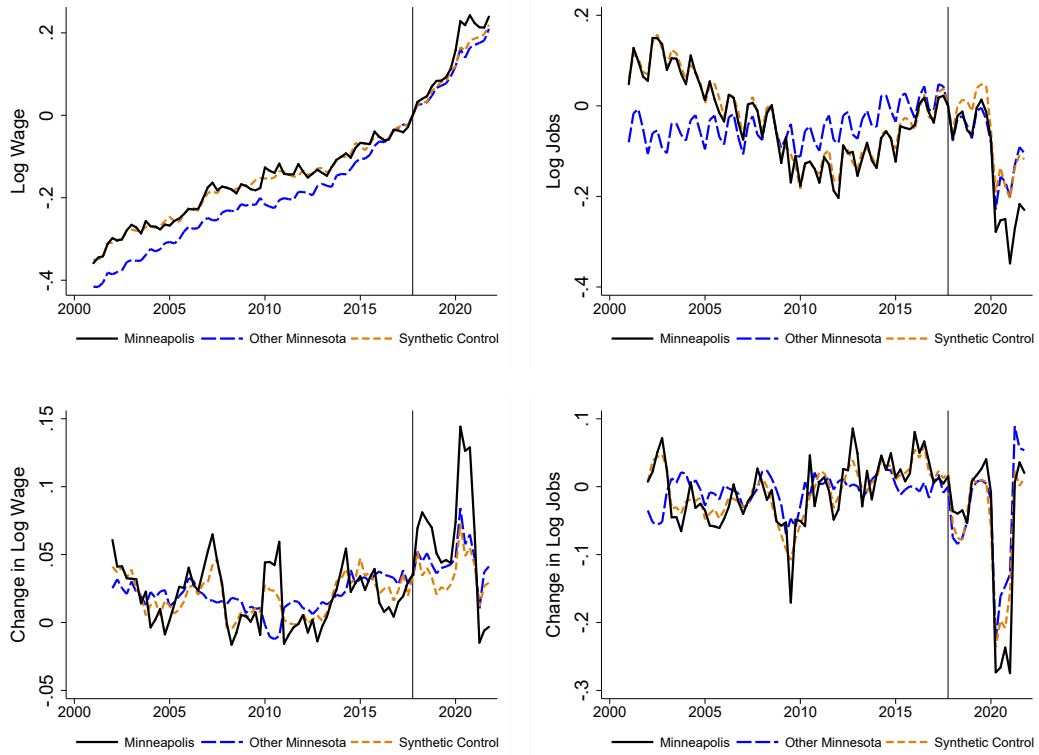 Log Wage
.2
0
-.2
-.4
2000 2005 2010 2015 2020
Minneapolis Other Minnesota Synthetic Control
Log Jobs
.2
0
-.2
-.4
2000 2005 2010 2015 2020
Minneapolis Other Minnesota Synthetic Control
Change in Log Wage
.15
.1
.05
0
-.05
2000 2005 2010 2015 2020
Minneapolis Other Minnesota Synthetic Control
Change in Log Jobs
.1
0
-.1
-.2
-.3
2000 2005 2010 2015 2020
Minneapolis Other Minnesota Synthetic Control